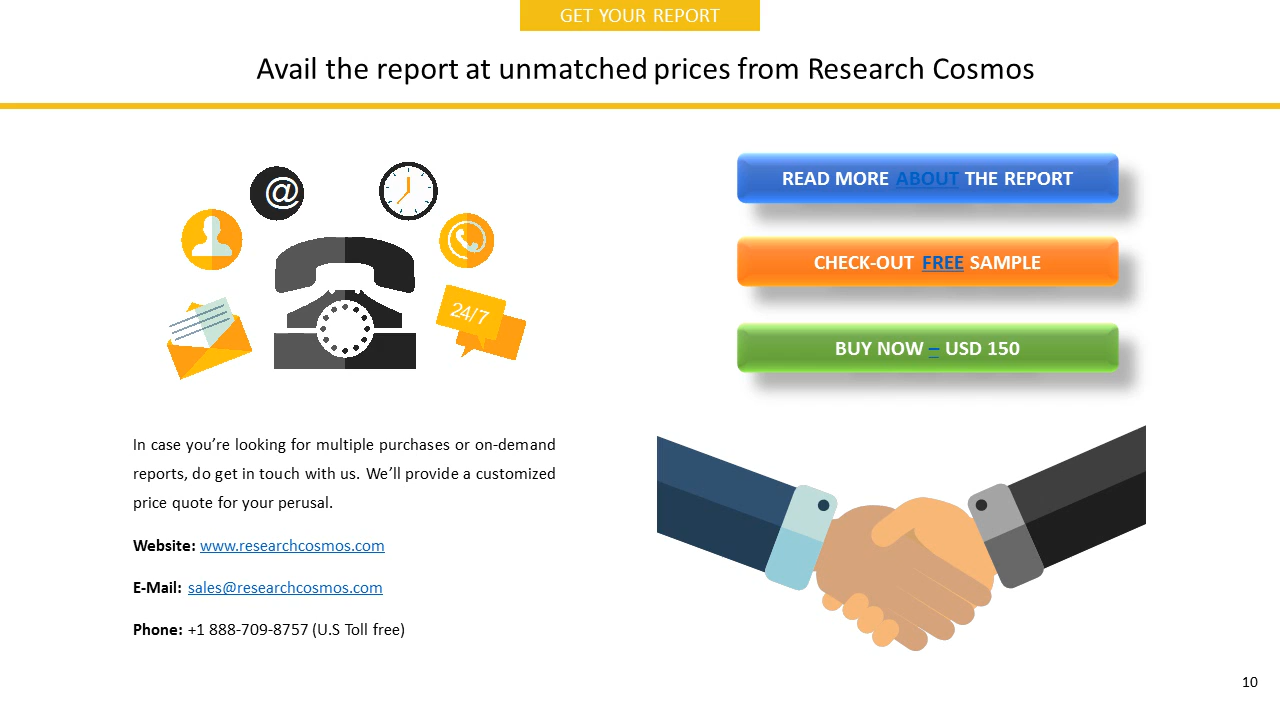 GET YOUR REPORT
Avail the report at unmatched prices from Research Cosmos
@
24/7
READ MORE ABOUT THE REPORT
CHECK-OUT FREE SAMPLE
BUY NOW – USD 150
In case you’re looking for multiple purchases or on-demand
reports, do get in touch with us. We’ll provide a customized
price quote for your perusal.
Website: www.researchcosmos.com
E-Mail: sales@researchcosmos.com
Phone: +1 888-709-8757 (U.S Toll free)
10